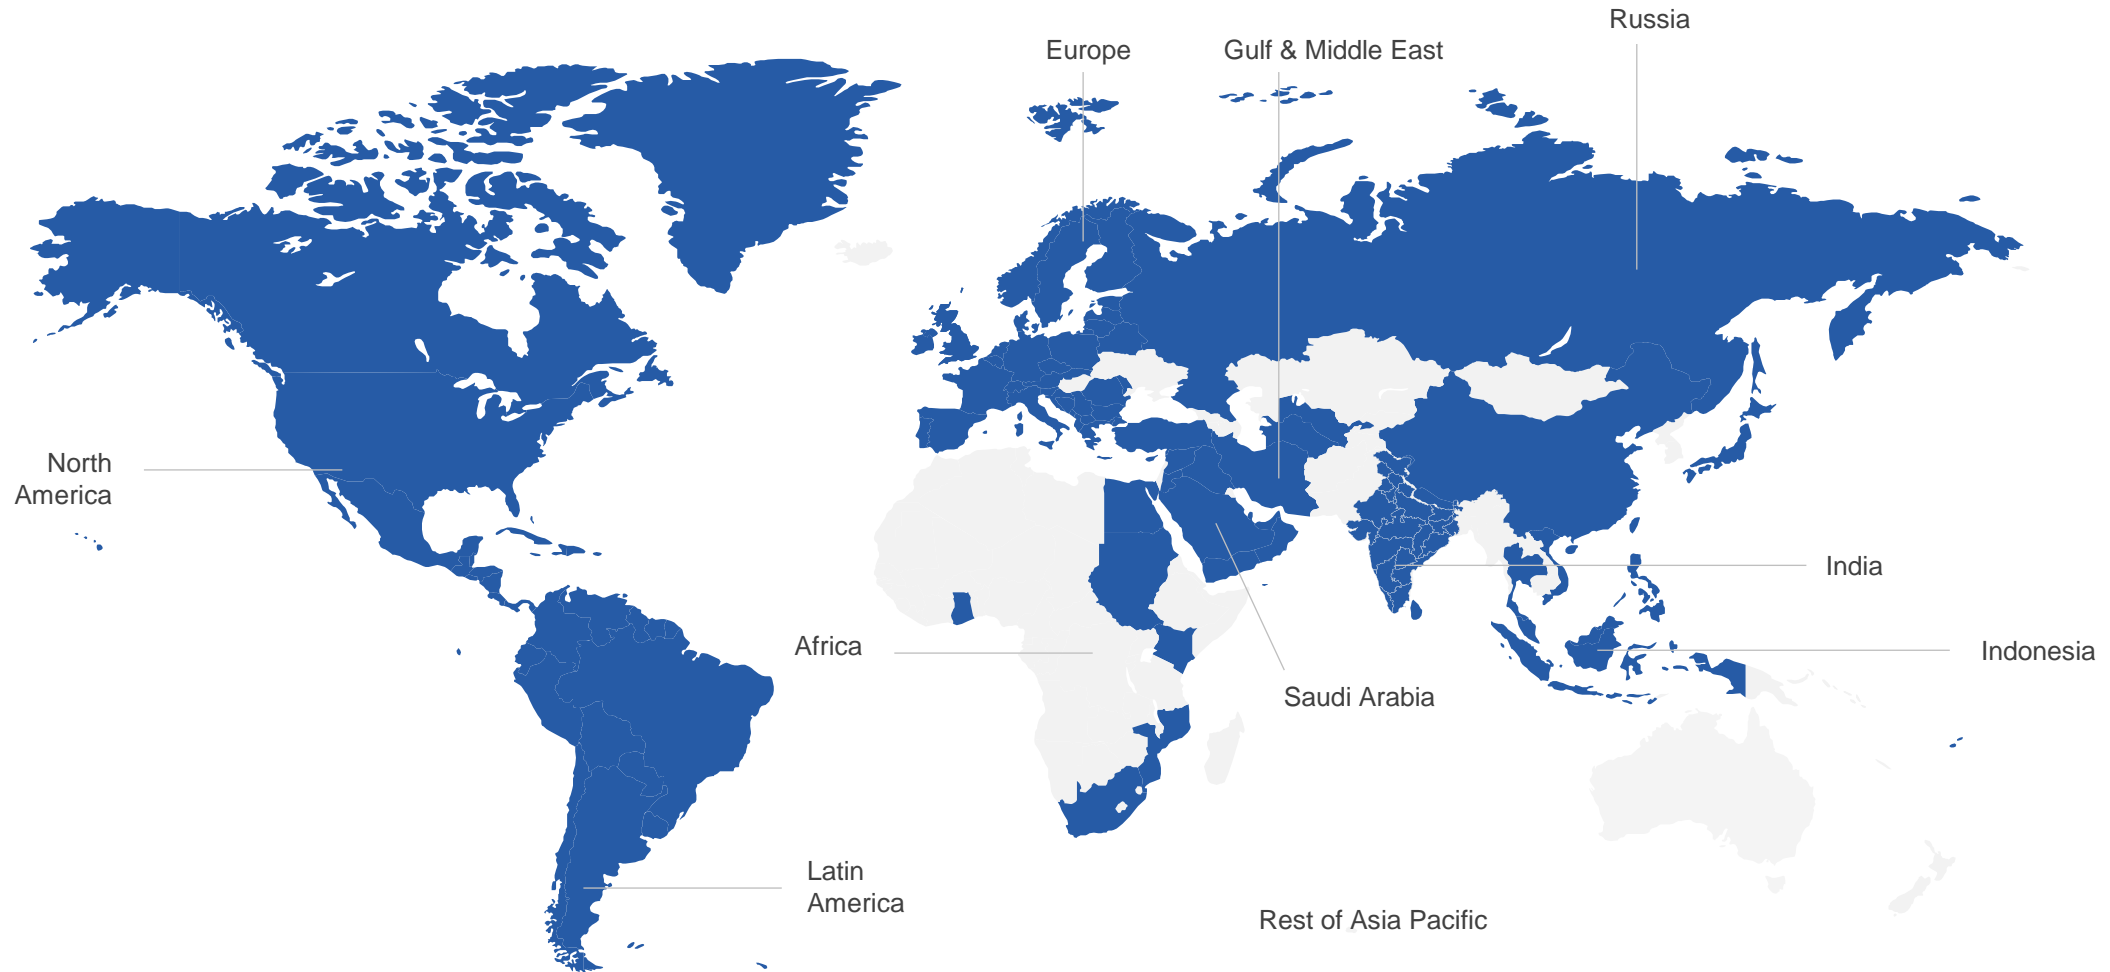 Russia
Europe
Gulf & Middle East
North
America
India
Africa
Indonesia
Saudi Arabia
Latin
America
Rest of Asia Pacific